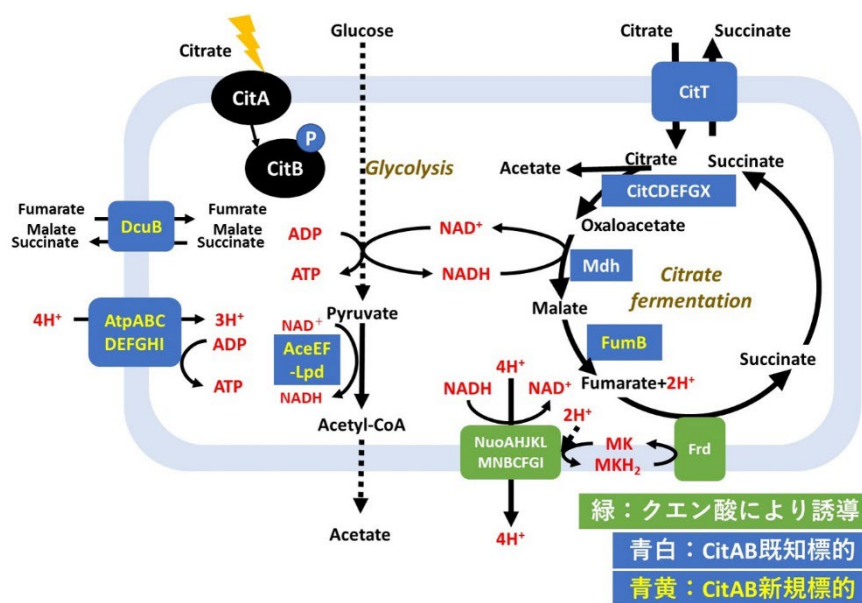 Glucose
Citrate
Succinate
Citrate
CitA
CitT
P
CitB
Glycolysis
Acetate
Citrate
Succinate
CitCDEFGX
Oxaloacetate
Fumarate
Malate
Succinate
DcuB
Fumrate
Malate
Succinate
ADP
ATP
NAD⁺
NADH
Mdh
Citrate
fermentation
Malate
4H⁺
AtpABC
DEFGHI
3H⁺
ADP
ATP
Pyruvate
NAD⁺
AceEF
-Lpd
NADH
FumB
Succinate
Fumarate+2H⁺
4H⁺
NADH
NAD⁺
2H⁺
Acetyl-CoA
NuoAHJKL
MNBCFGI
MK
MKH₂
Frd
Acetate
4H⁺
緑：クエン酸により誘導
青白：CitAB既知標的
青黄：CitAB新規標的